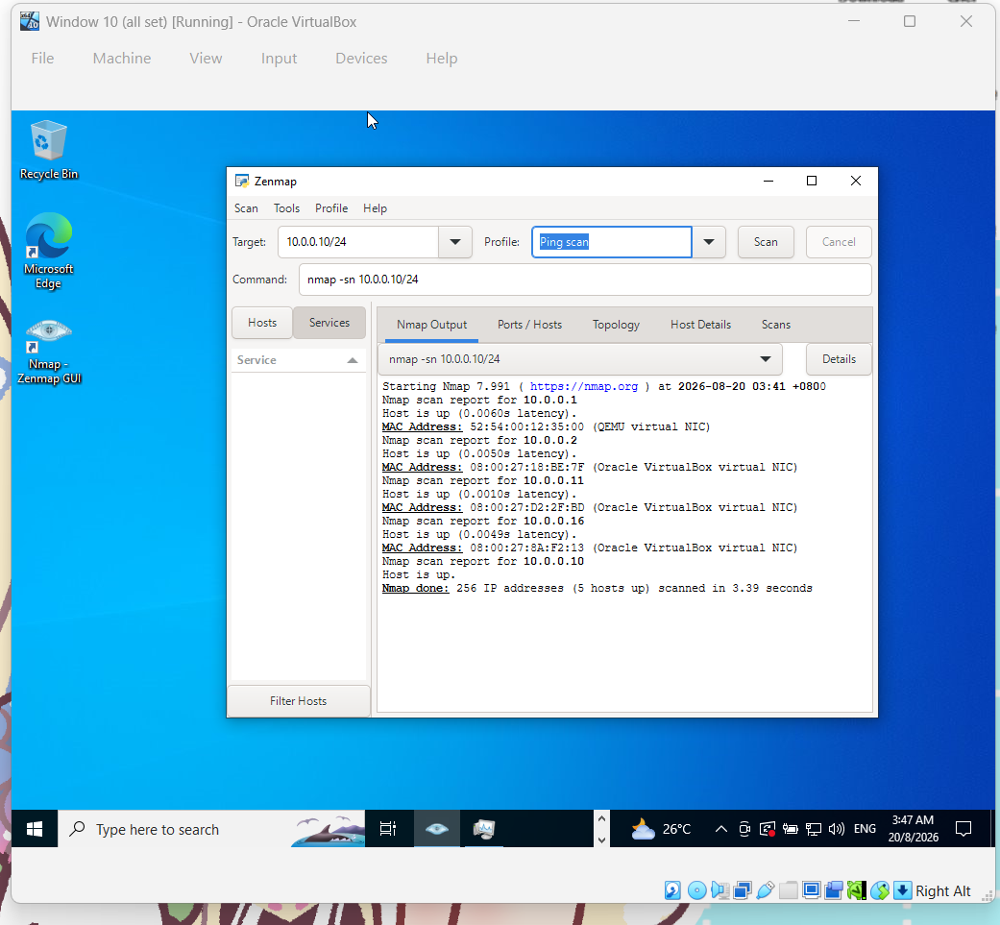 Window 10 (all set) [Running] - Oracle VirtualBox
File Machine View Input Devices Help
Recycle Bin
Microsoft
Edge
Nmap -
Zenmap GUI
Zenmap
Scan Tools Profile Help
Target: 10.0.0.10/24 Profile: Ping scan Scan Cancel
Command: nmap -sn 10.0.0.10/24
Hosts Services
Service
Filter Hosts
Nmap Output Ports / Hosts Topology Host Details Scans
nmap -sn 10.0.0.10/24 Details
Starting Nmap 7.991 ( https://nmap.org ) at 2026-08-20 03:41 +0800
Nmap scan report for 10.0.0.1
Host is up (0.0060s latency).
MAC Address: 52:54:00:12:35:00 (QEMU virtual NIC)
Nmap scan report for 10.0.0.2
Host is up (0.0050s latency).
MAC Address: 08:00:27:18:BE:7F (Oracle VirtualBox virtual NIC)
Nmap scan report for 10.0.0.11
Host is up (0.0010s latency).
MAC Address: 08:00:27:D2:2F:BD (Oracle VirtualBox virtual NIC)
Nmap scan report for 10.0.0.16
Host is up (0.0049s latency).
MAC Address: 08:00:27:8A:F2:13 (Oracle VirtualBox virtual NIC)
Nmap scan report for 10.0.0.10
Host is up.
Nmap done: 256 IP addresses (5 hosts up) scanned in 3.39 seconds
Type here to search
26°C
ENG
3:47 AM
20/8/2026
Right Alt